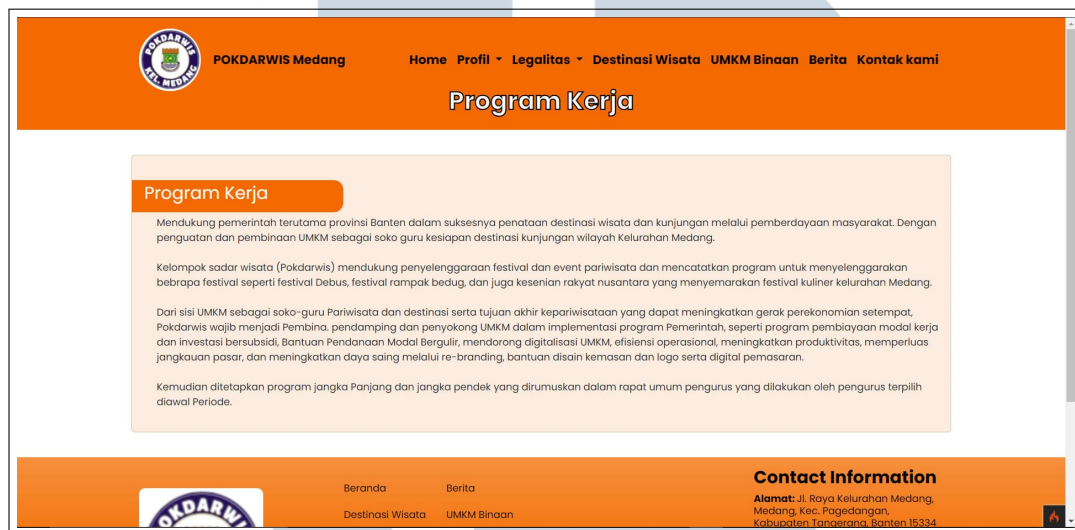 POKDARWIS
KEL. MEDANG
POKDARWIS Medang
Home Profil Legalitas Destinasi Wisata UMKM Binaan Berita Kontak kami
Program Kerja
Program Kerja
Mendukung pemerintah terutama provinsi Banten dalam suksesnya penataan destinasi wisata dan kunjungan melalui pemberdayaan masyarakat. Dengan
penguatan dan pembinaan UMKM sebagai soko guru kesiapan destinasi kunjungan wilayah Kelurahan Medang.
Kelompok sadar wisata (Pokdarwis) mendukung penyelenggaraan festival dan event pariwisata dan mencatatkan program untuk menyelenggarakan
bebrapa festival seperti festival Debus, festival rampak bedug, dan juga kesenian rakyat nusantara yang menyemarakan festival kuliner kelurahan Medang.
Dari sisi UMKM sebagai soko-guru Pariwisata dan destinasi serta tujuan akhir kepariwisataan yang dapat meningkatkan gerak perekonomian setempat,
Pokdarwis wajib menjadi Pembina. pendamping dan penyokong UMKM dalam implementasi program Pemerintah, seperti program pembiayaan modal kerja
dan investasi bersubsidi, Bantuan Pendanaan Modal Bergulir, mendorong digitalisasi UMKM, efisiensi operasional, meningkatkan produktivitas, memperluas
jangkauan pasar, dan meningkatkan daya saing melalui re-branding, bantuan disain kemasan dan logo serta digital pemasaran.
Kemudian ditetapkan program jangka Panjang dan jangka pendek yang dirumuskan dalam rapat umum pengurus yang dilakukan oleh pengurus terpilih
diawal Periode.
POKDARWIS
Beranda Berita
Destinasi Wisata UMKM Binaan
Contact Information
Alamat: Jl. Raya Kelurahan Medang,
Medang, Kec. Pagedangan,
Kabupaten Tangerang, Banten 15334